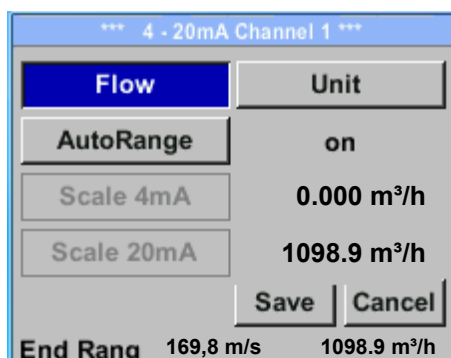 *** 4 - 20mA Channel 1 ***
Flow Unit
AutoRange on
Scale 4mA 0.000 m³/h
Scale 20mA 1098.9 m³/h
Save Cancel
End Rang 169,8 m/s 1098.9 m³/h